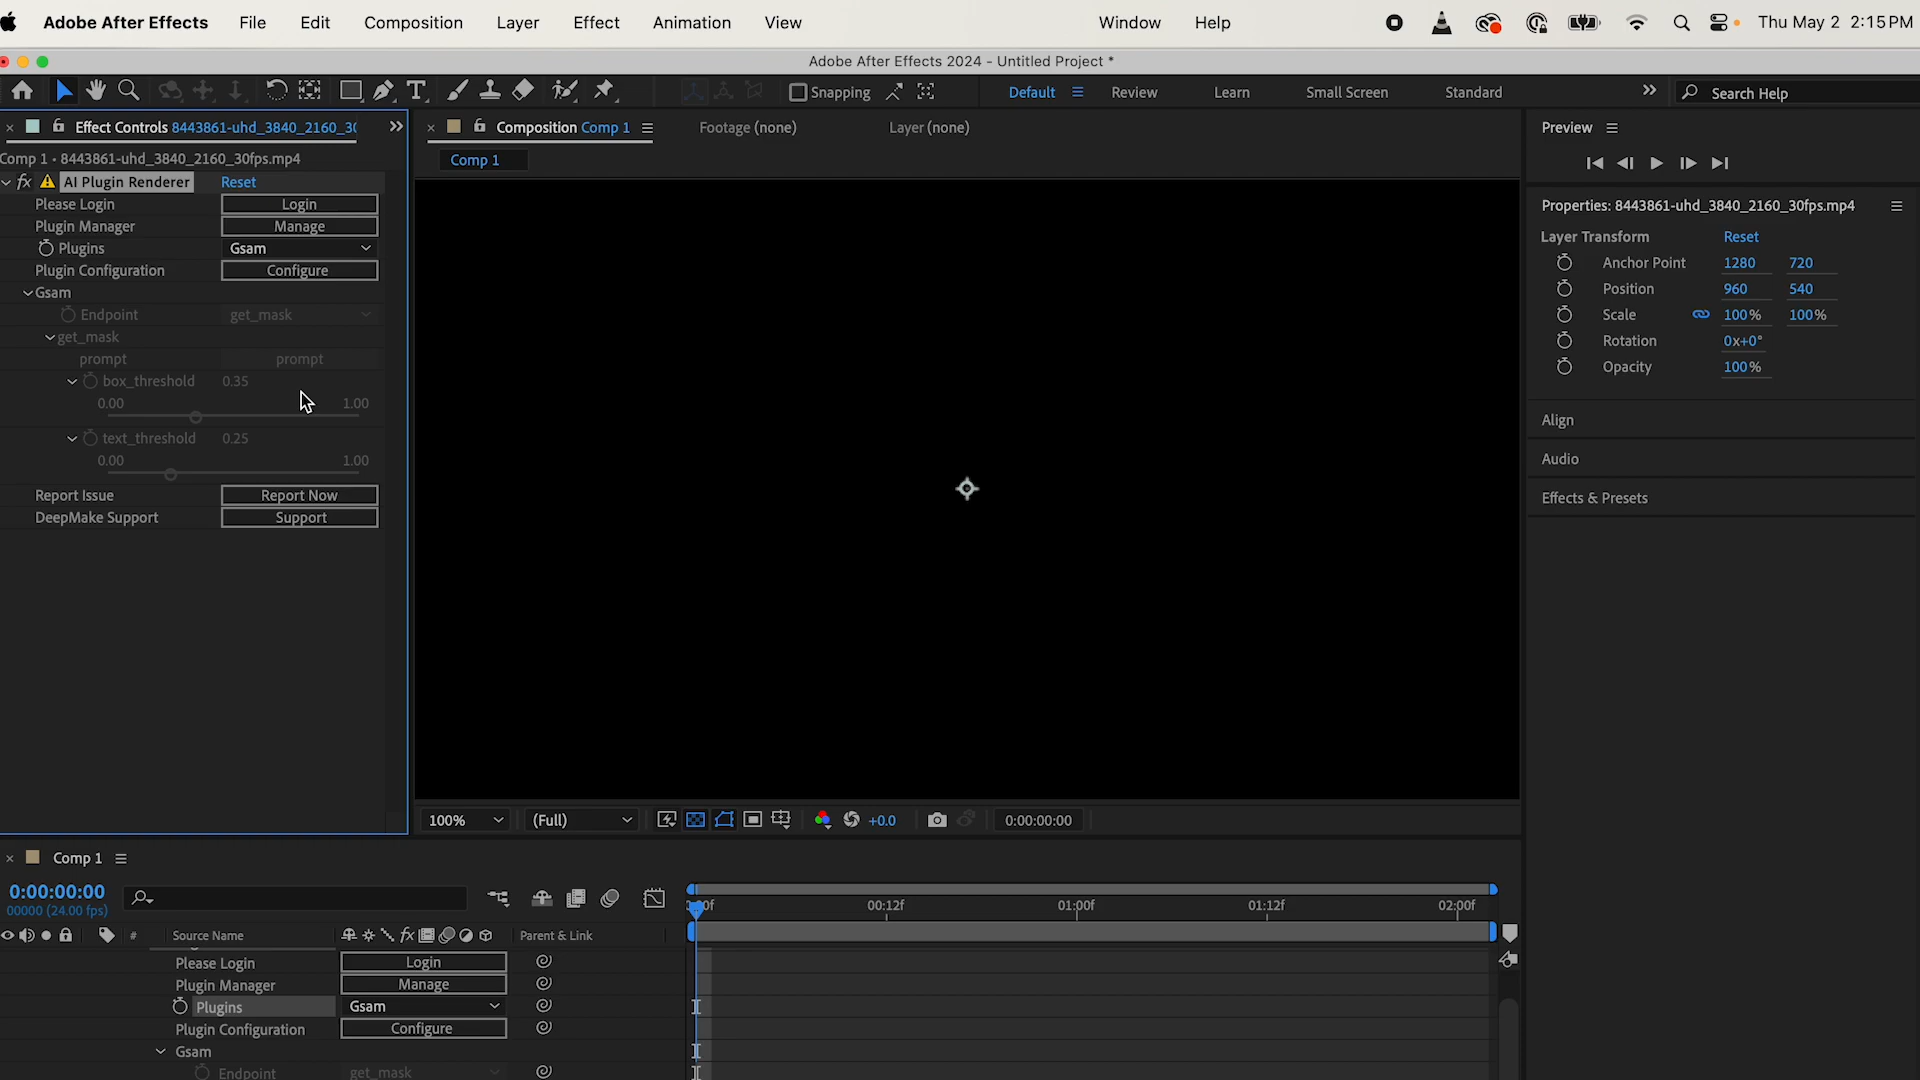 Adobe After Effects File Edit Composition Layer Effect Animation View Window Help Thu May 2 2:15 PM
Adobe After Effects 2024 - Untitled Project *
Snapping Default Review Learn Small Screen Standard Search Help
Effect Controls 8443861-uhd_3840_2160_30
Comp 1 • 8443861-uhd_3840_2160_30fps.mp4
fx AI Plugin Renderer Reset
Please Login Login
Plugin Manager Manage
Plugins Gsam
Plugin Configuration Configure
Gsam
Endpoint get_mask
get_mask
prompt prompt
box_threshold 0.35
0.00 1.00
text_threshold 0.25
0.00 1.00
Report Issue Report Now
DeepMake Support Support
Composition Comp 1 Footage (none) Layer (none)
Comp 1
100% (Full) +0.0 0:00:00:00
Preview
Properties: 8443861-uhd_3840_2160_30fps.mp4
Layer Transform Reset
Anchor Point 1280 720
Position 960 540
Scale 100% 100%
Rotation 0x+0°
Opacity 100%
Align
Audio
Effects & Presets
Comp 1
0:00:00:00
00000 (24.00 fps)
00:12f 01:00f 01:12f 02:00f
# Source Name fx Parent & Link
Please Login Login
Plugin Manager Manage
Plugins Gsam
Plugin Configuration Configure
Gsam
Endpoint get_mask